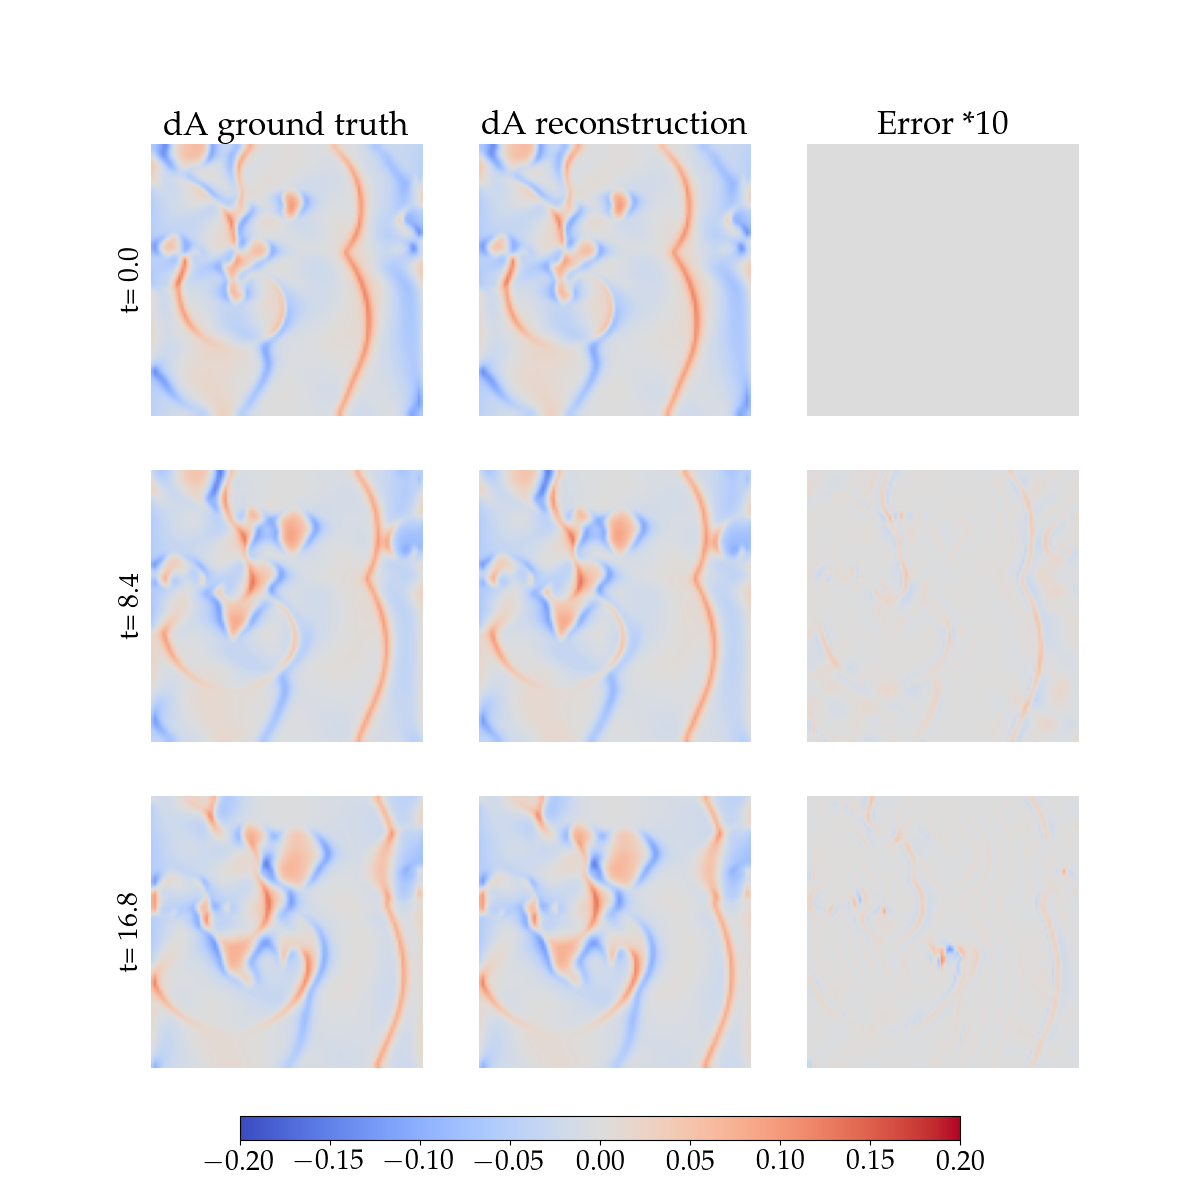 dA ground truth
dA reconstruction
Error *10
t= 0.0
t= 8.4
t= 16.8
−0.20 −0.15 −0.10 −0.05 0.00 0.05 0.10 0.15 0.20